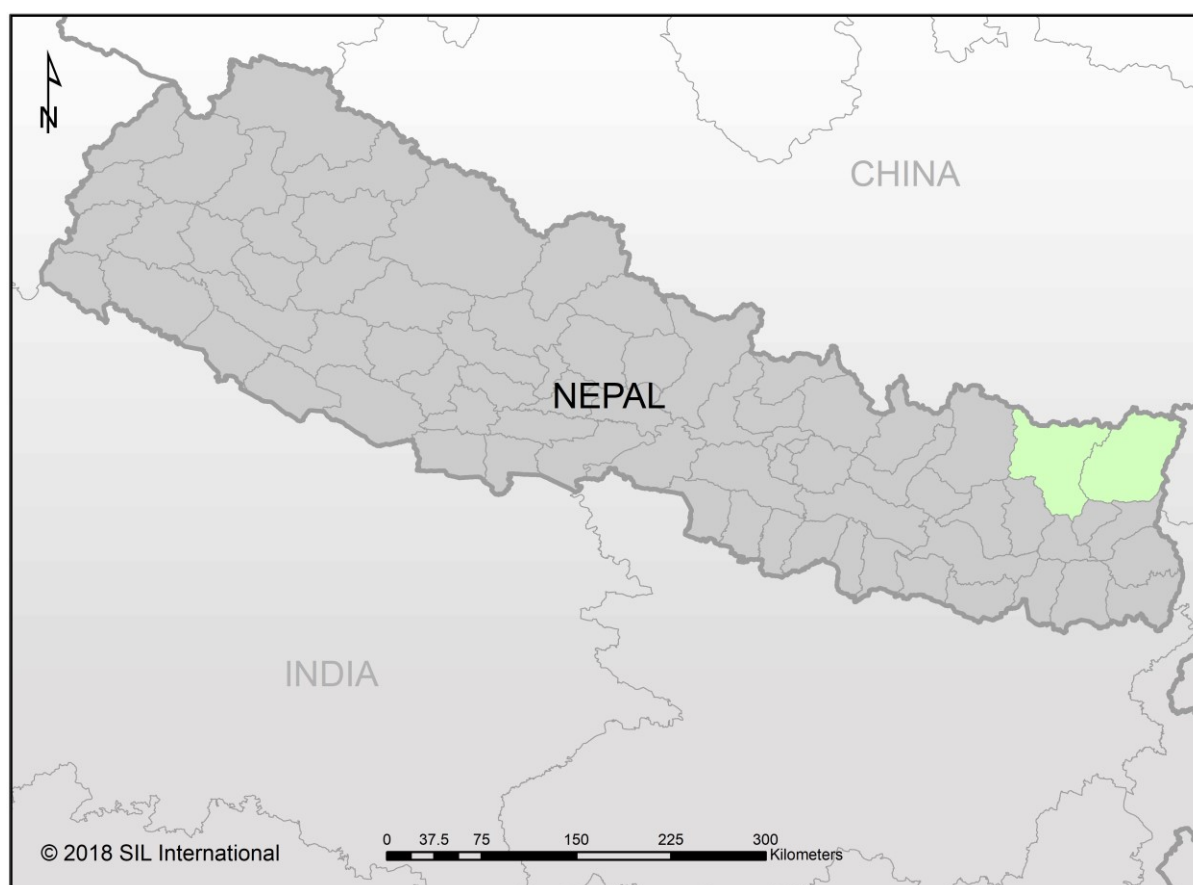 N
CHINA
NEPAL
INDIA
© 2018 SIL International
0 37.5 75 150 225 300
Kilometers